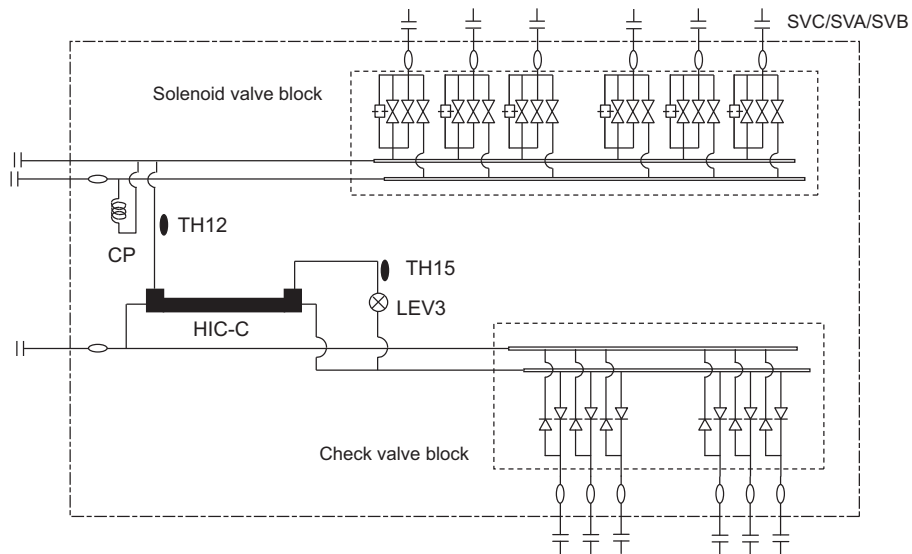 SVC/SVA/SVB
Solenoid valve block
TH12
CP
TH15
LEV3
HIC-C
Check valve block